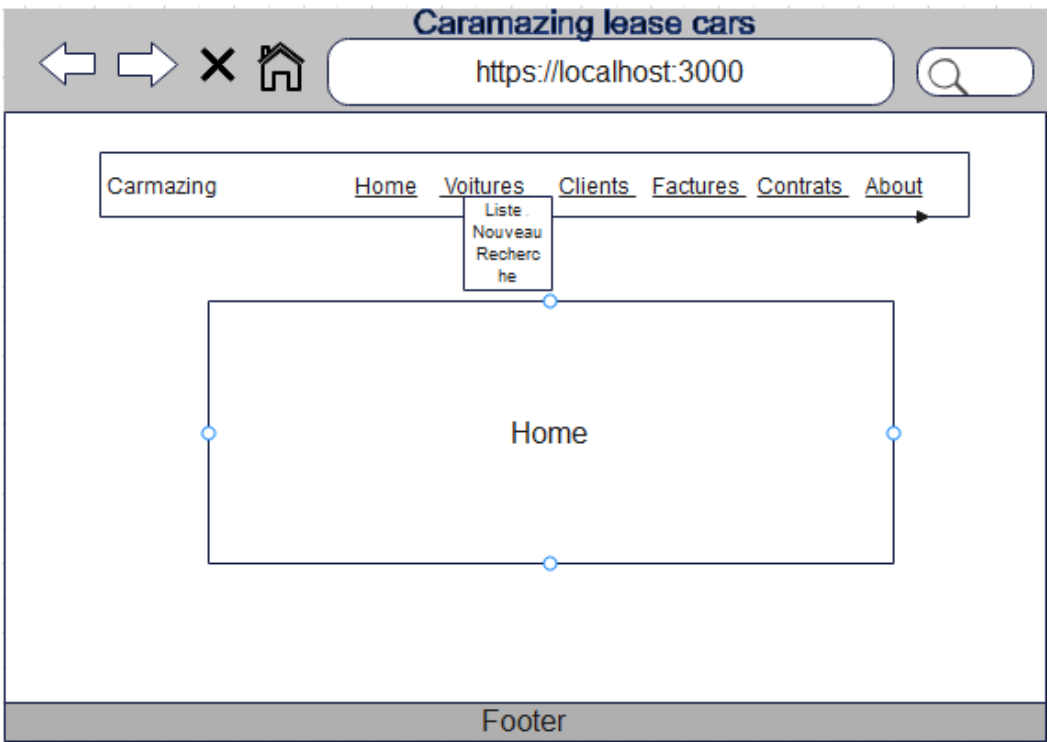 Caramazing lease cars
https://localhost:3000
Carmazing Home Voitures Clients Factures Contrats About
Liste .
Nouveau
Recherc
he
Home
Footer